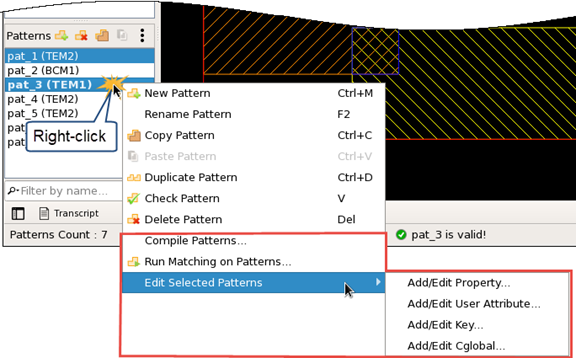 Patterns
pat_1 (TEM2)
pat_2 (BCM1)
pat_3 (TEM1)
pat_4 (TEM2)
pat_5 (TEM2)
pat
pat
Right-click
Filter by name...
Transcript
Patterns Count : 7
New Pattern Ctrl+M
Rename Pattern F2
Copy Pattern Ctrl+C
Paste Pattern Ctrl+V
Duplicate Pattern Ctrl+D
Check Pattern V
Delete Pattern Del
Compile Patterns...
Run Matching on Patterns...
Edit Selected Patterns
pat_3 is valid!
Add/Edit Property...
Add/Edit User Attribute...
Add/Edit Key...
Add/Edit Cglobal...